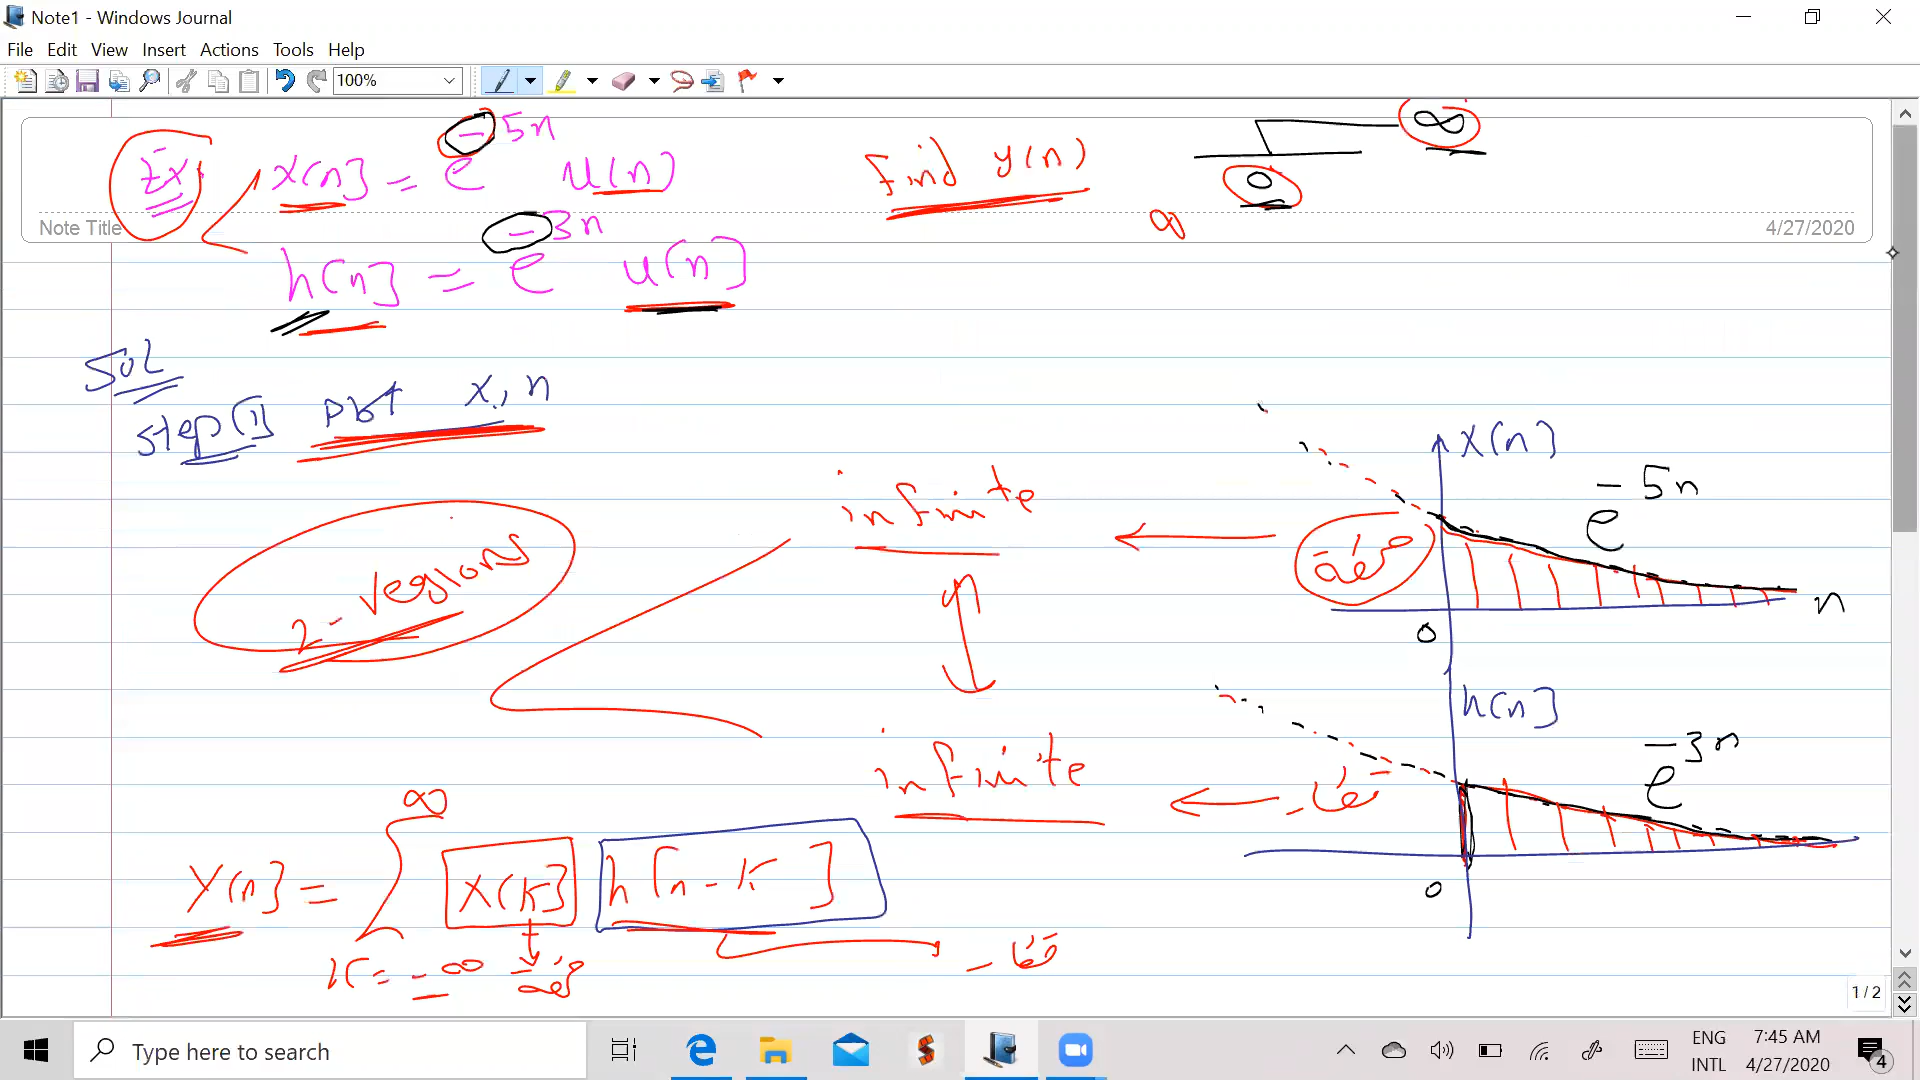 Note1 - Windows Journal
File Edit View Insert Actions Tools Help
100%
Ex x[n] = e^-5n u(n) find y(n) 0 ∞
∞
Note Title 4/27/2020
h[n] = e^-3n u[n]
Sol
step(1) plot x, n
x[n]
e^-5n
infinite
ثابتة
2-regions
n
0
h[n]
e^-3n
infinite
0
Y[n] = ∞ Σ k=-∞ x[k] h[n-k]
1 / 2
Type here to search
ENG 7:45 AM
INTL 4/27/2020
4